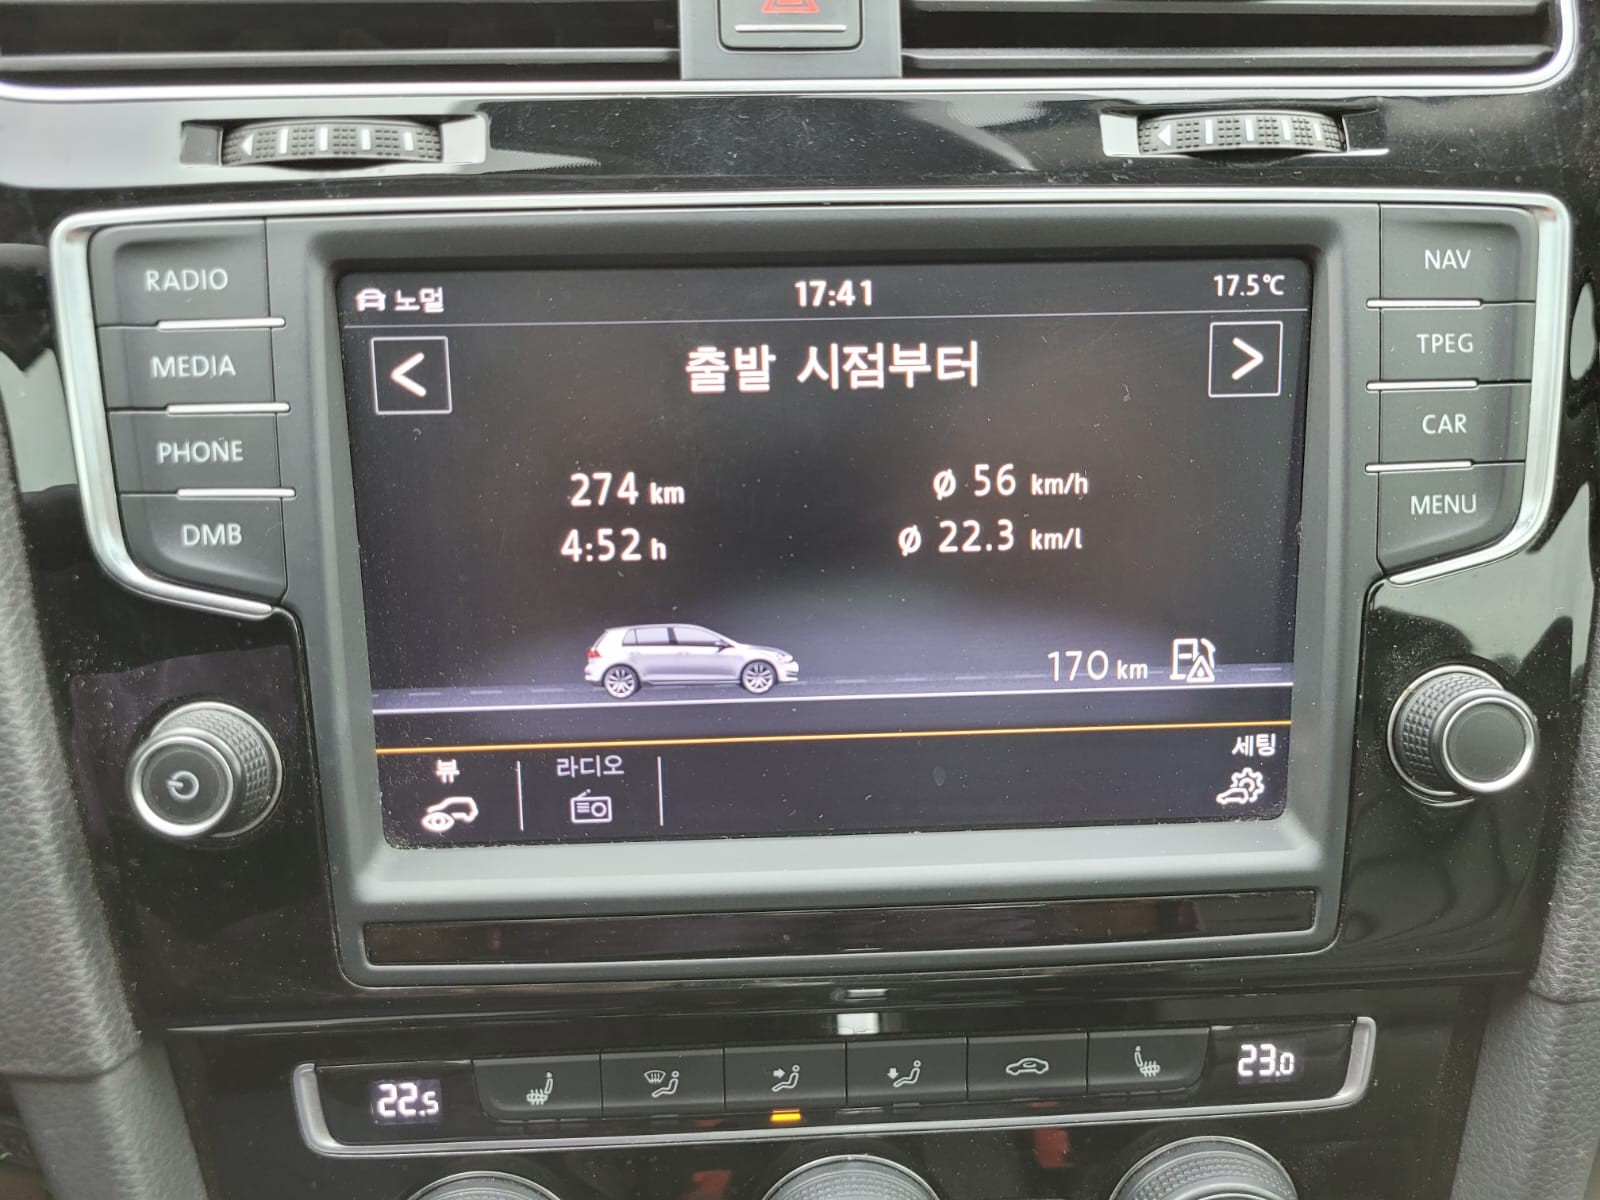 RADIO
MEDIA
PHONE
DMB
노멀 17:41 17.5°C
< 출발 시점부터 >
274 km Ø 56 km/h
4:52 h Ø 22.3 km/l
170 km
뷰 라디오 세팅
NAV
TPEG
CAR
MENU
22.5 23.0